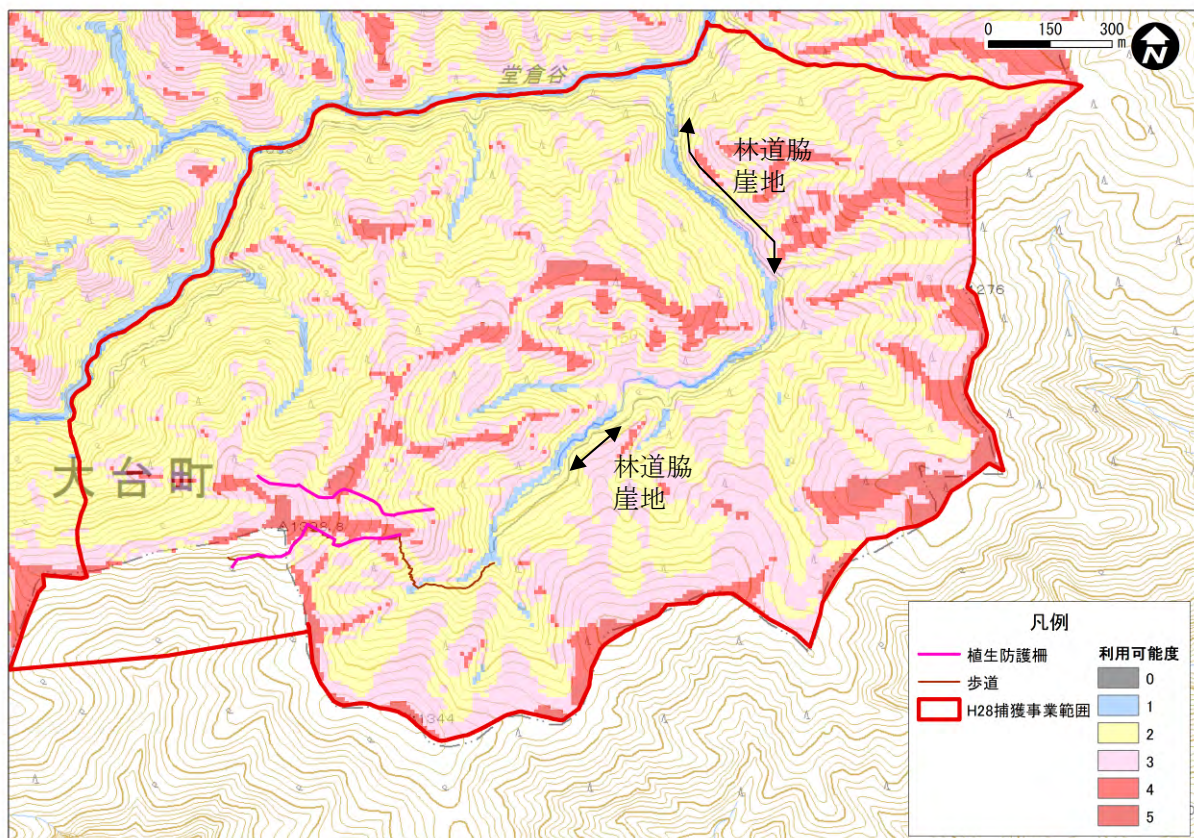 0 150 300
m
N
堂倉谷
林道脇
崖地
1276
大台町
林道脇
崖地
1344
凡例
植生防護柵
歩道
H28捕獲事業範囲
利用可能度
0
1
2
3
4
5